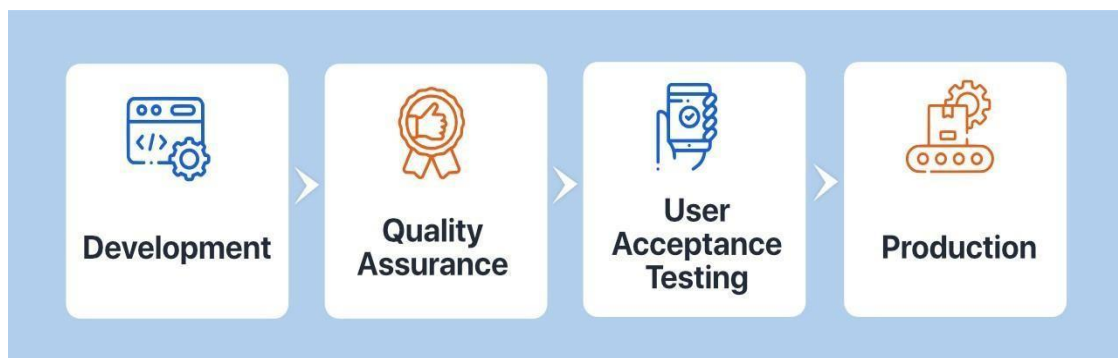 Development
Quality
Assurance
User
Acceptance
Testing
Production